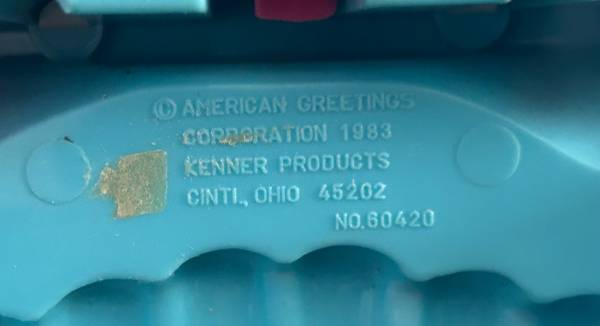 © AMERICAN GREETINGS
CORPORATION 1983
KENNER PRODUCTS
CINTI., OHIO 45202
NO.60420